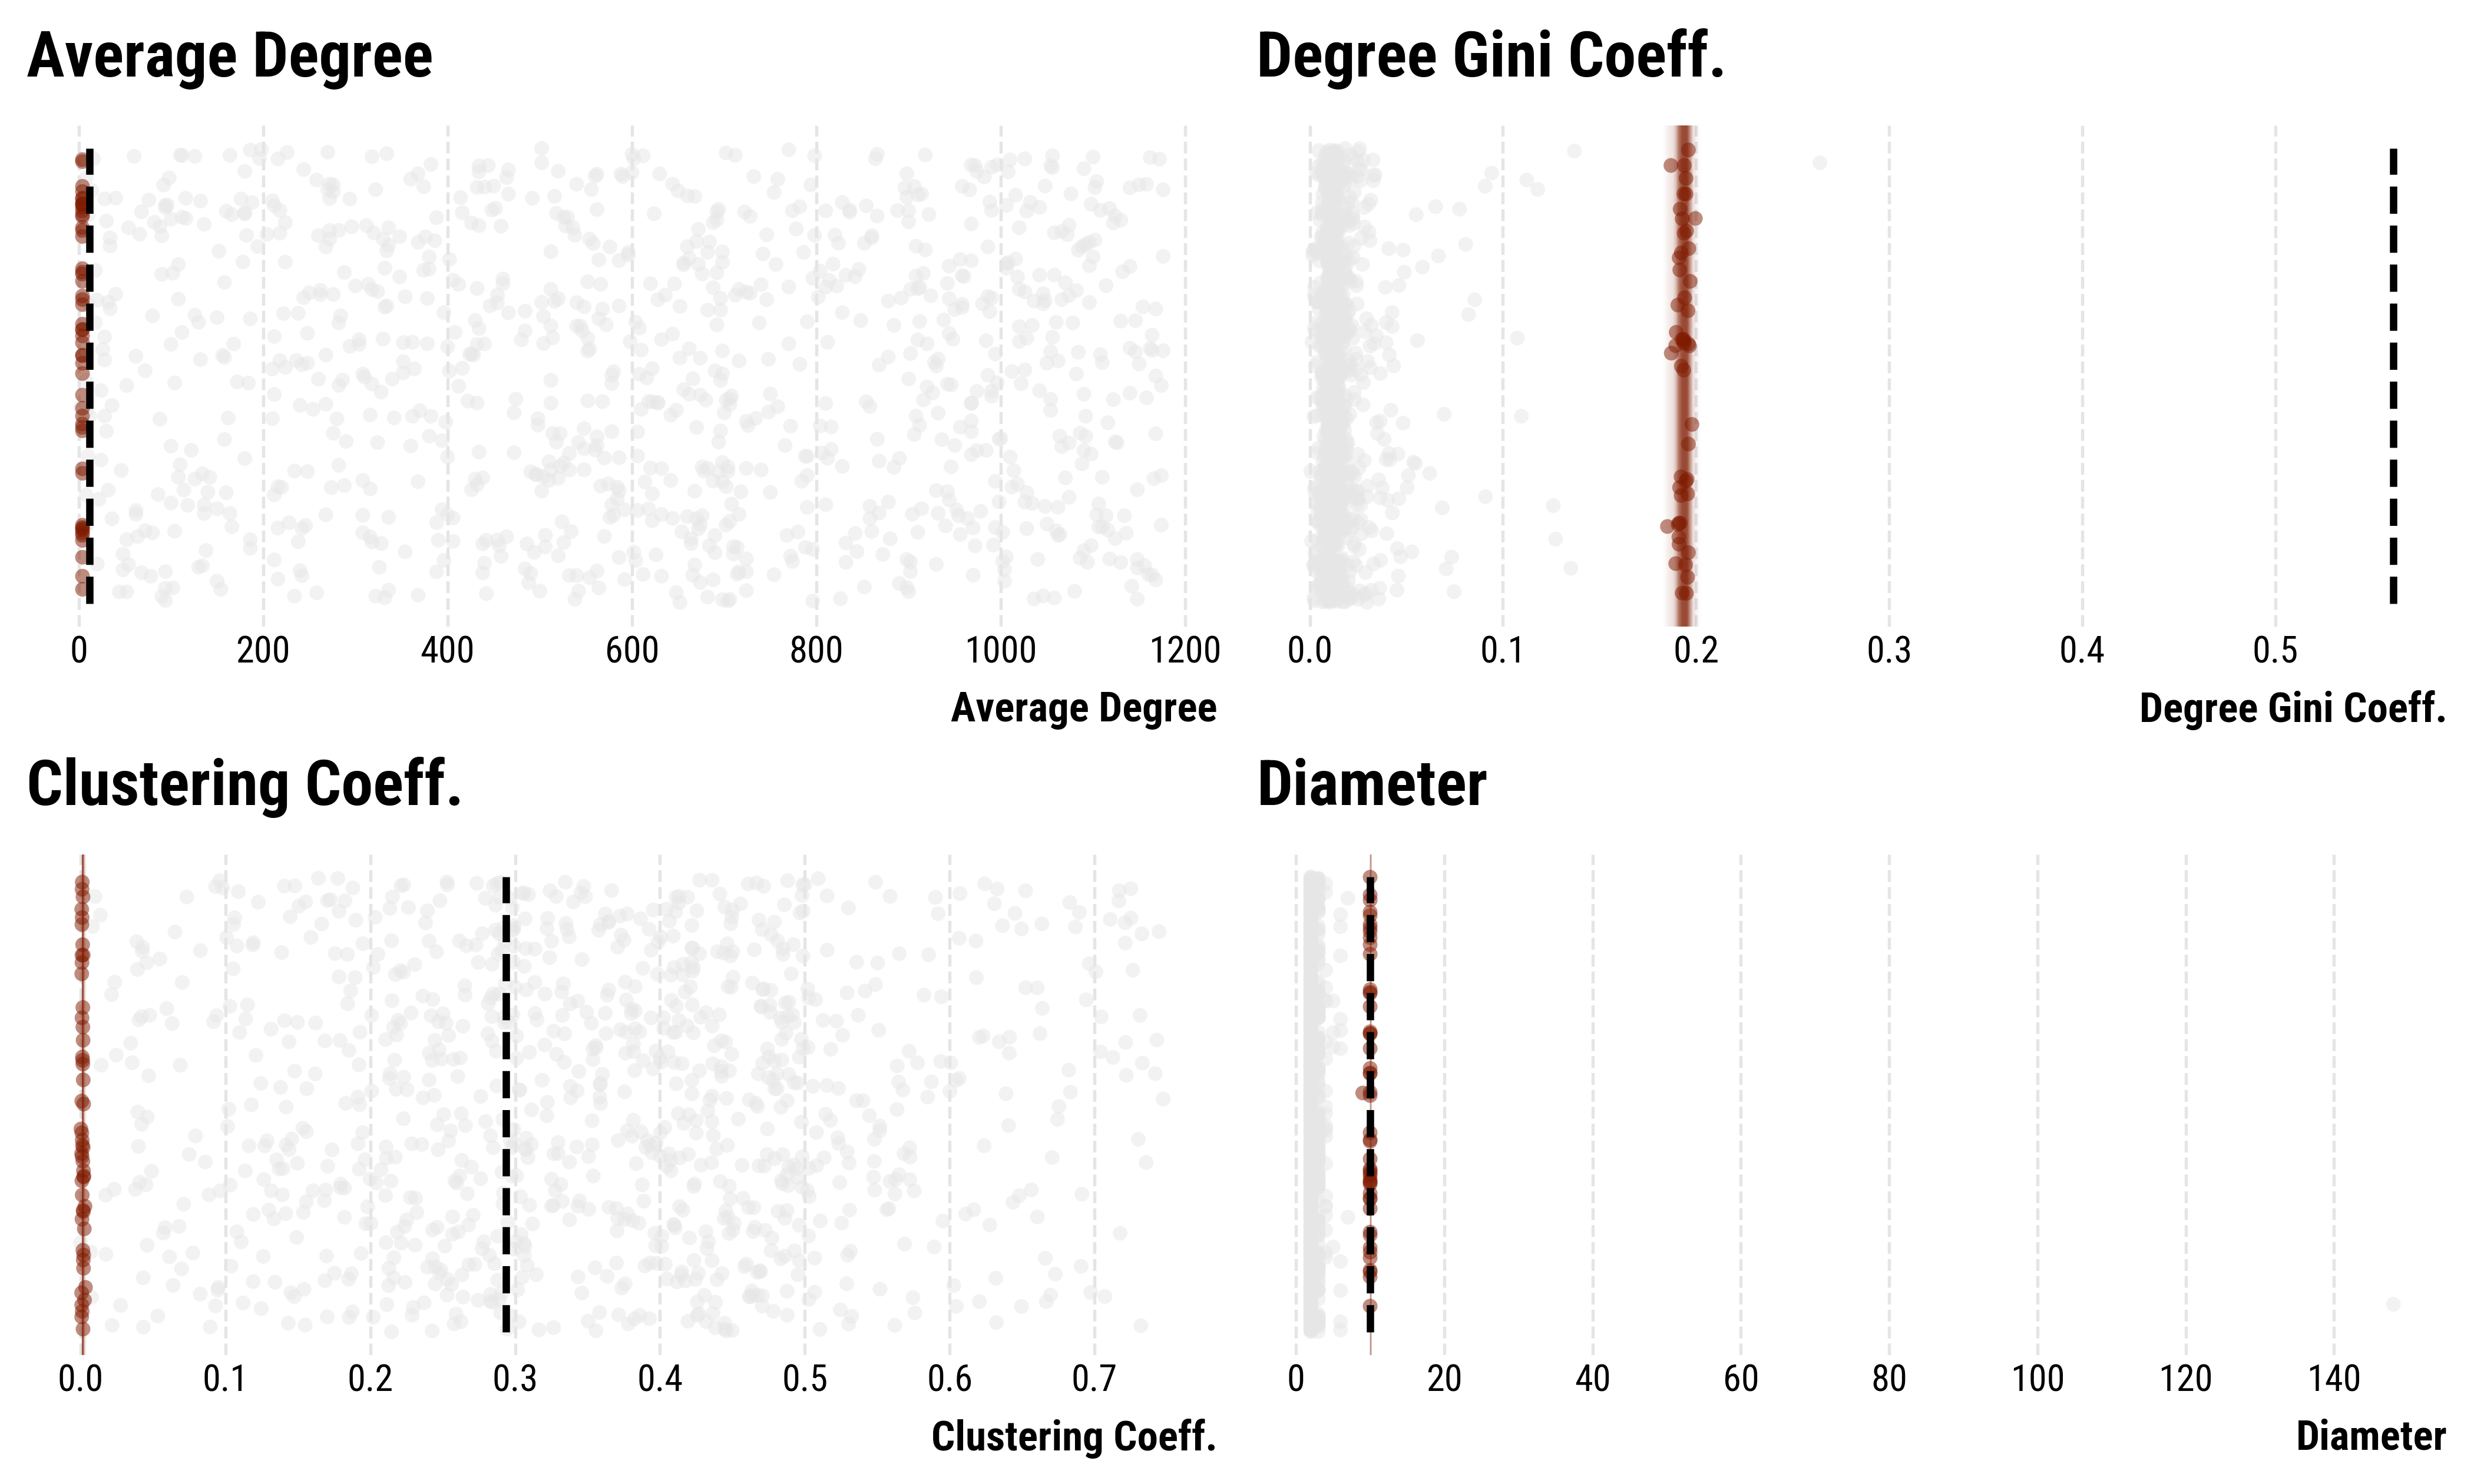 Average Degree
0 200 400 600 800 1000 1200
Average Degree
Degree Gini Coeff.
0.0 0.1 0.2 0.3 0.4 0.5
Degree Gini Coeff.
Clustering Coeff.
0.0 0.1 0.2 0.3 0.4 0.5 0.6 0.7
Clustering Coeff.
Diameter
0 20 40 60 80 100 120 140
Diameter